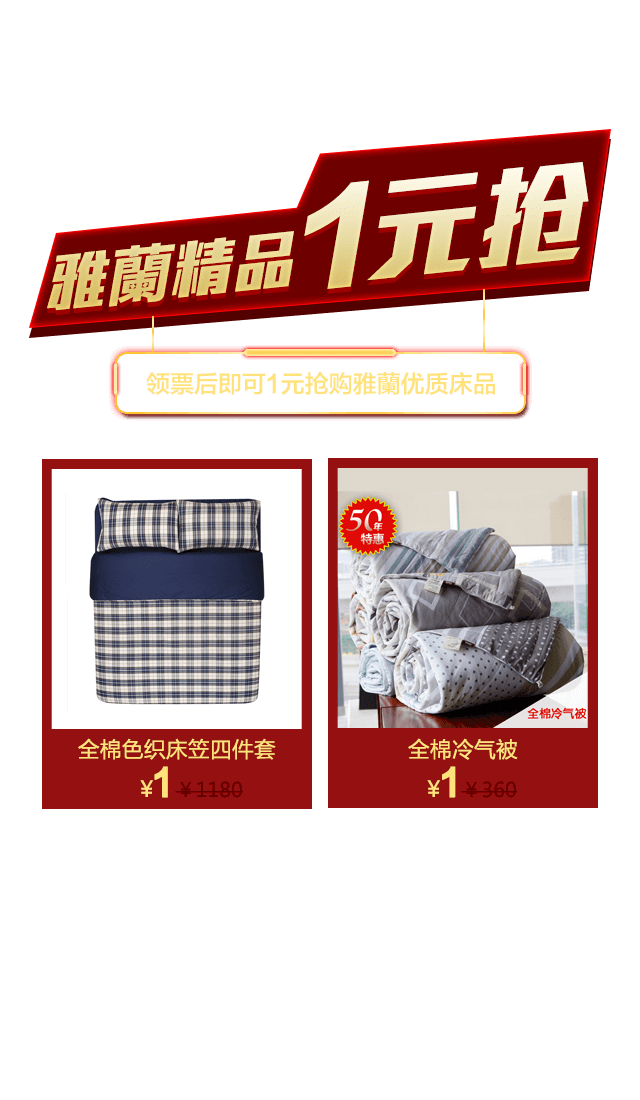 雅蘭精品1元抢
领票后即可1元抢购雅蘭优质床品
50年
特惠
全棉冷气被
全棉色织床笠四件套
¥1 ¥1180
全棉冷气被
¥1 ¥360